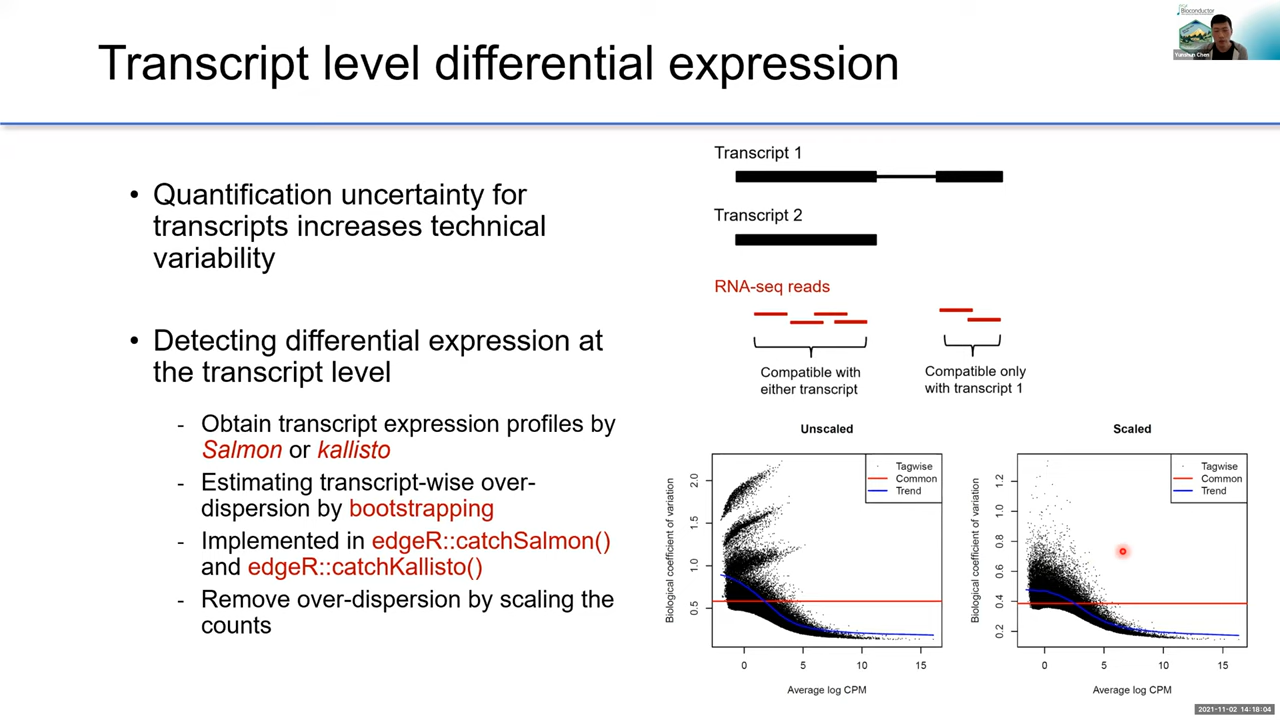 Transcript level differential expression
Bioconductor
Yunshun Chen
• Quantification uncertainty for
transcripts increases technical
variability
• Detecting differential expression at
the transcript level
- Obtain transcript expression profiles by
Salmon or kallisto
- Estimating transcript-wise over-
dispersion by bootstrapping
- Implemented in edgeR::catchSalmon()
and edgeR::catchKallisto()
- Remove over-dispersion by scaling the
counts
Transcript 1
Transcript 2
RNA-seq reads
Compatible with
either transcript
Compatible only
with transcript 1
Unscaled
Tagwise
Common
Trend
Biological coefficient of variation
2.0
1.5
1.0
0.5
0 5 10 15
Average log CPM
Scaled
Tagwise
Common
Trend
Biological coefficient of variation
1.2
1.0
0.8
0.6
0.4
0.2
0 5 10 15
Average log CPM
2021-11-02 14:18:04